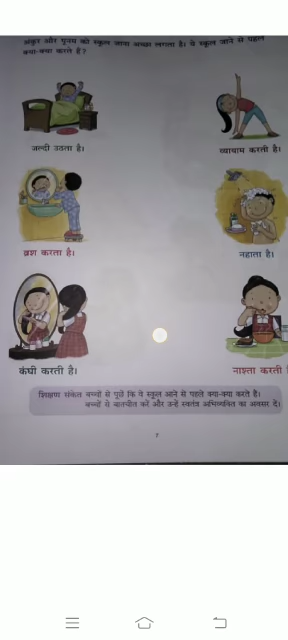 अंकुर और पूनम को स्कूल जाना अच्छा लगता है। ये स्कूल जाने से पहले
क्या-क्या करते हैं?
जल्दी उठता है।
व्यायाम करती है।
ब्रश करता है।
नहाता है।
कंघी करती है।
नाश्ता करती है
शिक्षण संकेत बच्चों से पूछें कि वे स्कूल आने से पहले क्या-क्या करते हैं।
बच्चों से बातचीत करें और उन्हें स्वतंत्र अभिव्यक्ति का अवसर दें।
7